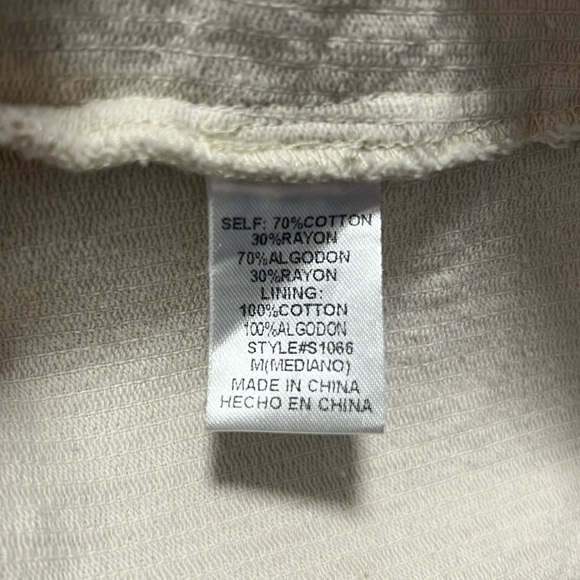 SELF: 70%COTTON
30%RAYON
70%ALGODON
30%RAYON
LINING:
100%COTTON
100%ALGODON
STYLE#S1066
M(MEDIANO)
MADE IN CHINA
HECHO EN CHINA